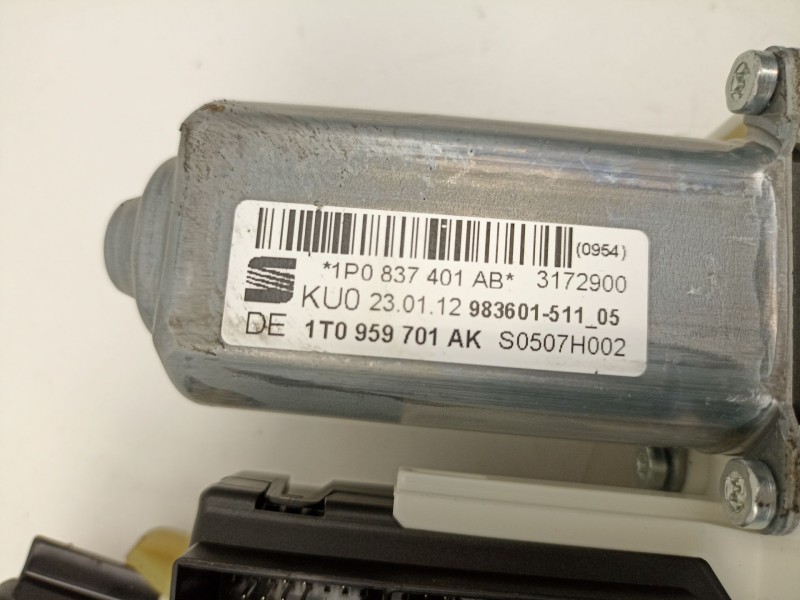 (0954)
*1P0 837 401 AB* 3172900
KU0 23.01.12 983601-511_05
DE 1T0 959 701 AK S0507H002